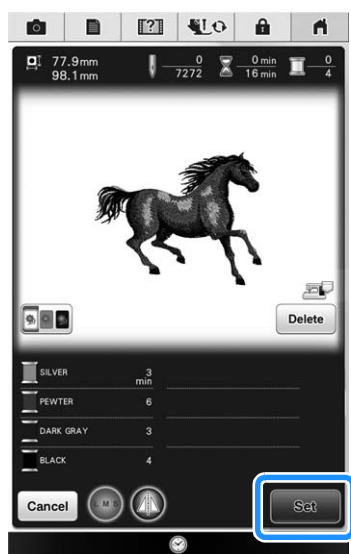 77.9mm 0 0 min 0
98.1mm 7272 16 min 4
Delete
SILVER 3
min
PEWTER 6
DARK GRAY 3
BLACK 4
L M S
Cancel Set